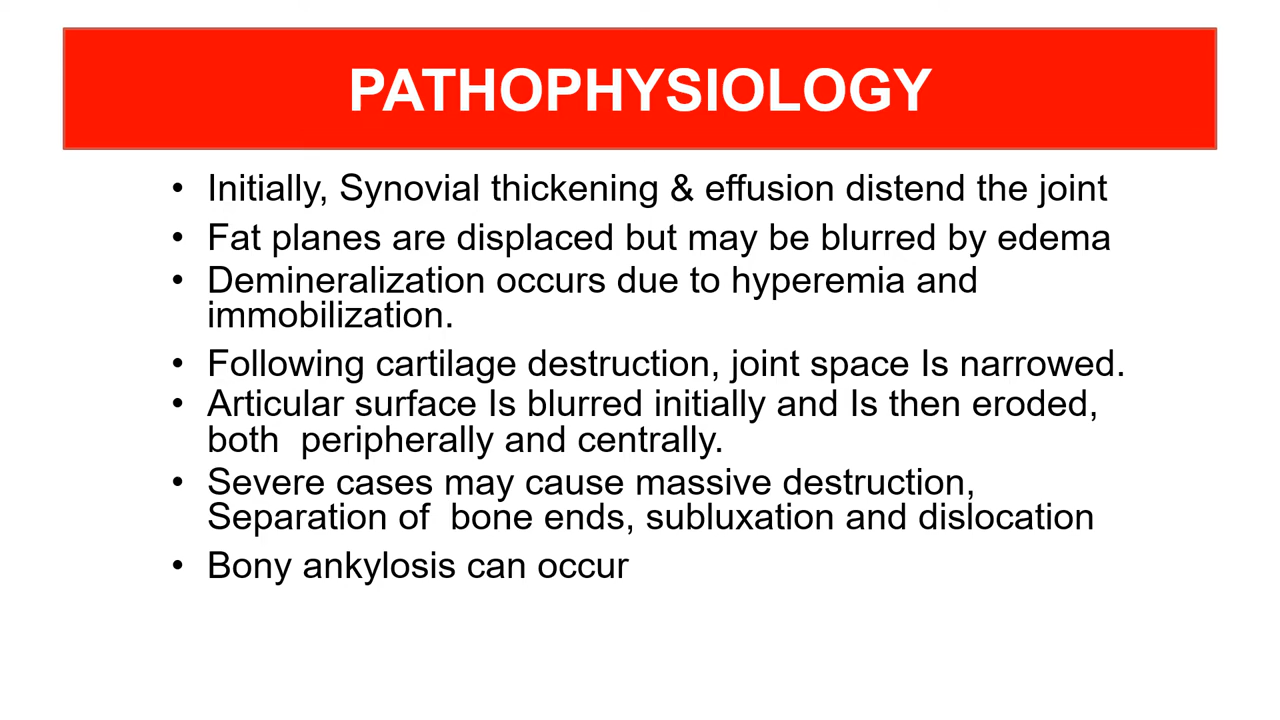 PATHOPHYSIOLOGY
• Initially, Synovial thickening & effusion distend the joint
• Fat planes are displaced but may be blurred by edema
• Demineralization occurs due to hyperemia and
immobilization.
• Following cartilage destruction, joint space Is narrowed.
• Articular surface Is blurred initially and Is then eroded,
both  peripherally and centrally.
• Severe cases may cause massive destruction,
Separation of  bone ends, subluxation and dislocation
• Bony ankylosis can occur